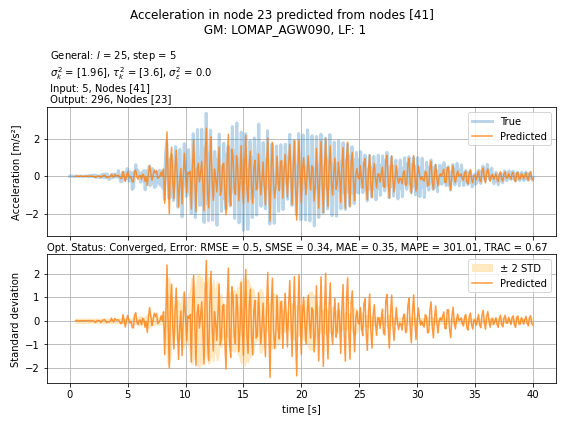 Acceleration in node 23 predicted from nodes [41]
GM: LOMAP_AGW090, LF: 1
General: l = 25, step = 5
σ²ₖ = [1.96], τ²ₖ = [3.6], σ²ε = 0.0
Input: 5, Nodes [41]
Output: 296, Nodes [23]
Acceleration [m/s²]
2
0
−2
True
Predicted
Opt. Status: Converged, Error: RMSE = 0.5, SMSE = 0.34, MAE = 0.35, MAPE = 301.01, TRAC = 0.67
Standard deviation
2
1
0
−1
−2
± 2 STD
Predicted
0 5 10 15 20 25 30 35 40
time [s]